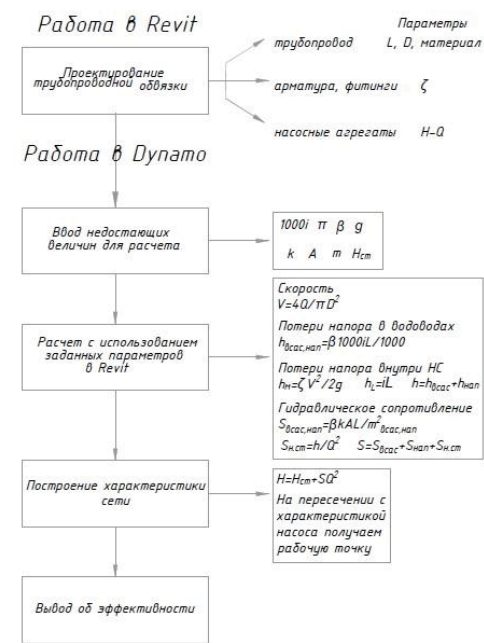 Работа в Revit
Параметры
трубопровод L, D, материал
Проектирование
трубопроводной обвязки
арматура, фитинги ζ
насосные агрегаты H-Q
Работа в Dynamo
Ввод недостающих
величин для расчета
1000i π β g
k A m Hст
Расчет с использованием
заданных параметров
в Revit
Скорость
V=4Q/πD²
Потери напора в водоводах
hвсас,нап=β1000iL/1000
Потери напора внутри НС
hм=ζV²/2g hL=iL h=hвсас+hнап
Гидравлическое сопротивление
Sвсас,нап=βkAL/m²всас,нап
Sн.ст=h/Q² S=Sвсас+Sнап+Sн.ст
Построение характеристики
сети
H=Hст+SQ²
На пересечении с
характеристикой
насоса получаем
рабочую точку
Вывод об эффективности